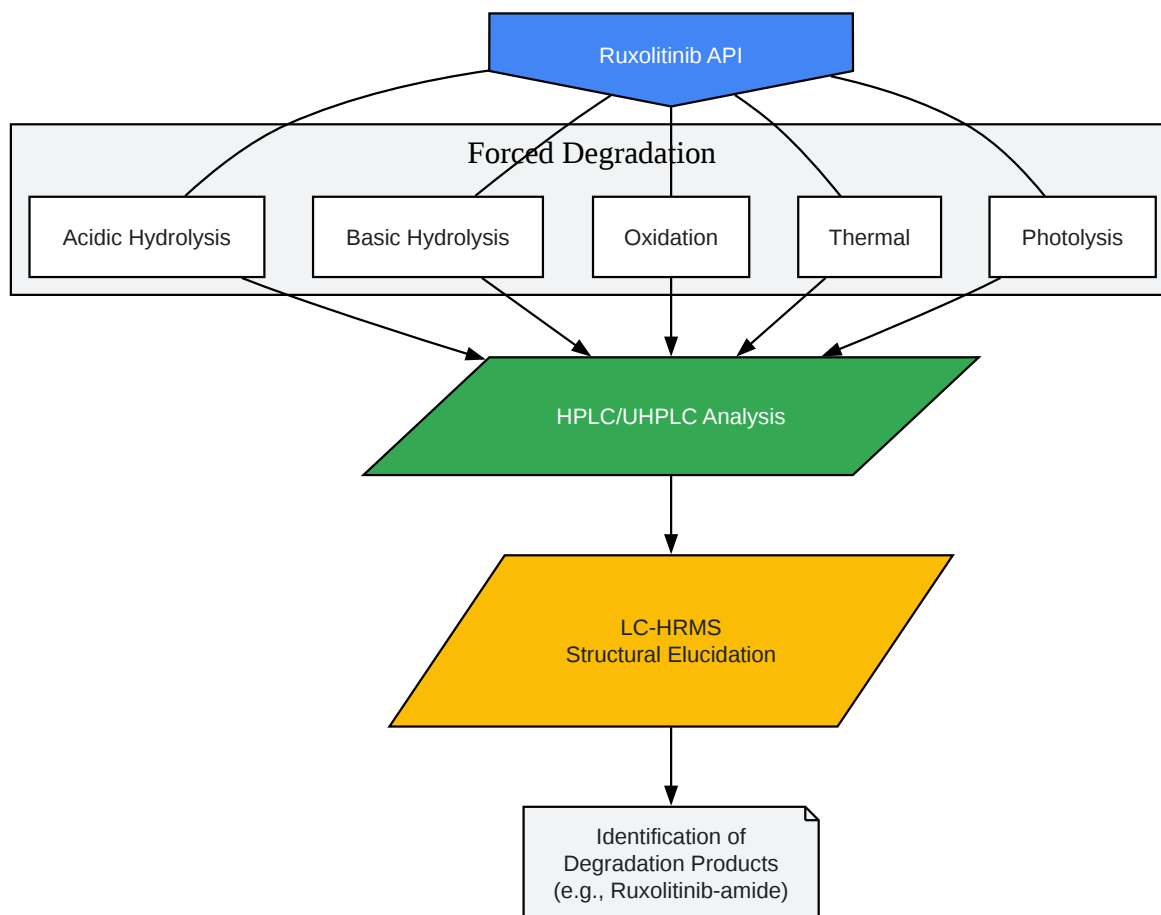 Ruxolitinib API
Forced Degradation
Acidic Hydrolysis
Basic Hydrolysis
Oxidation
Thermal
Photolysis
HPLC/UHPLC Analysis
LC-HRMS
Structural Elucidation
Identification of
Degradation Products
(e.g., Ruxolitinib-amide)